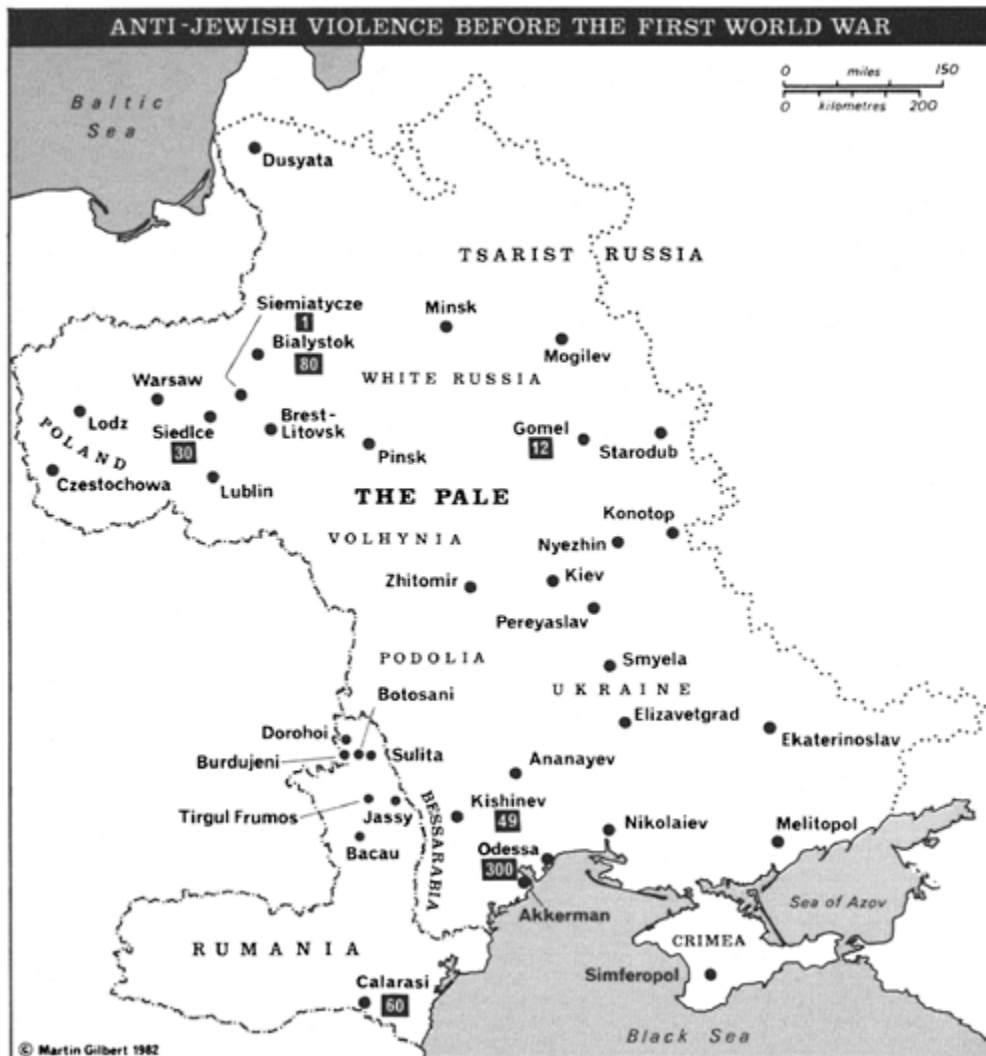 ANTI-JEWISH VIOLENCE BEFORE THE FIRST WORLD WAR
0 miles 150
0 kilometres 200
Baltic
Sea
Dusyata
TSARIST RUSSIA
Siemiatycze
1
Minsk
Bialystok
80
Mogilev
WHITE RUSSIA
Warsaw
Lodz
Siedlce
30
Brest-
Litovsk
Gomel
12
Starodub
POLAND
Pinsk
Czestochowa
Lublin
THE PALE
Konotop
VOLHYNIA
Nyezhin
Zhitomir
Kiev
Pereyaslav
PODOLIA
Smyela
Botosani
UKRAINE
Elizavetgrad
Dorohoi
Ekaterinoslav
Burdujeni
Sulita
Ananayev
Tirgul Frumos
Jassy
BESSARABIA
Kishinev
49
Nikolaiev
Melitopol
Bacau
Odessa
300
Akkerman
Sea of Azov
RUMANIA
CRIMEA
Simferopol
Calarasi
60
Black Sea
© Martin Gilbert 1982